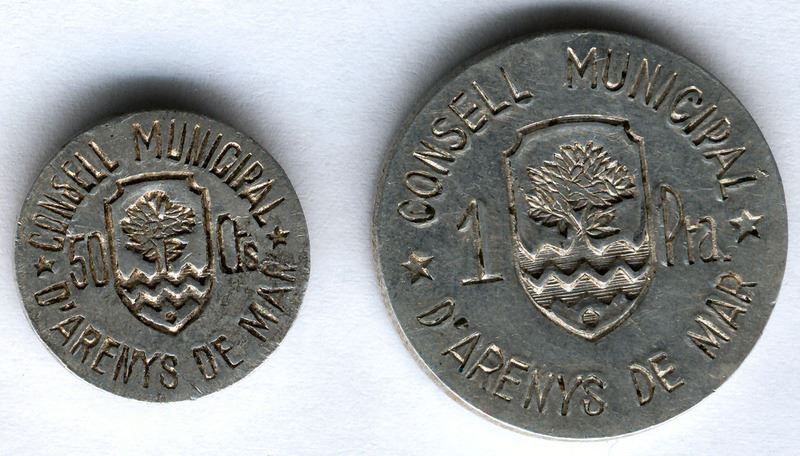 CONSELL MUNICIPAL
50 Cts.
D'ARENYS DE MAR
CONSELL MUNICIPAL
1 Pta.
D'ARENYS DE MAR